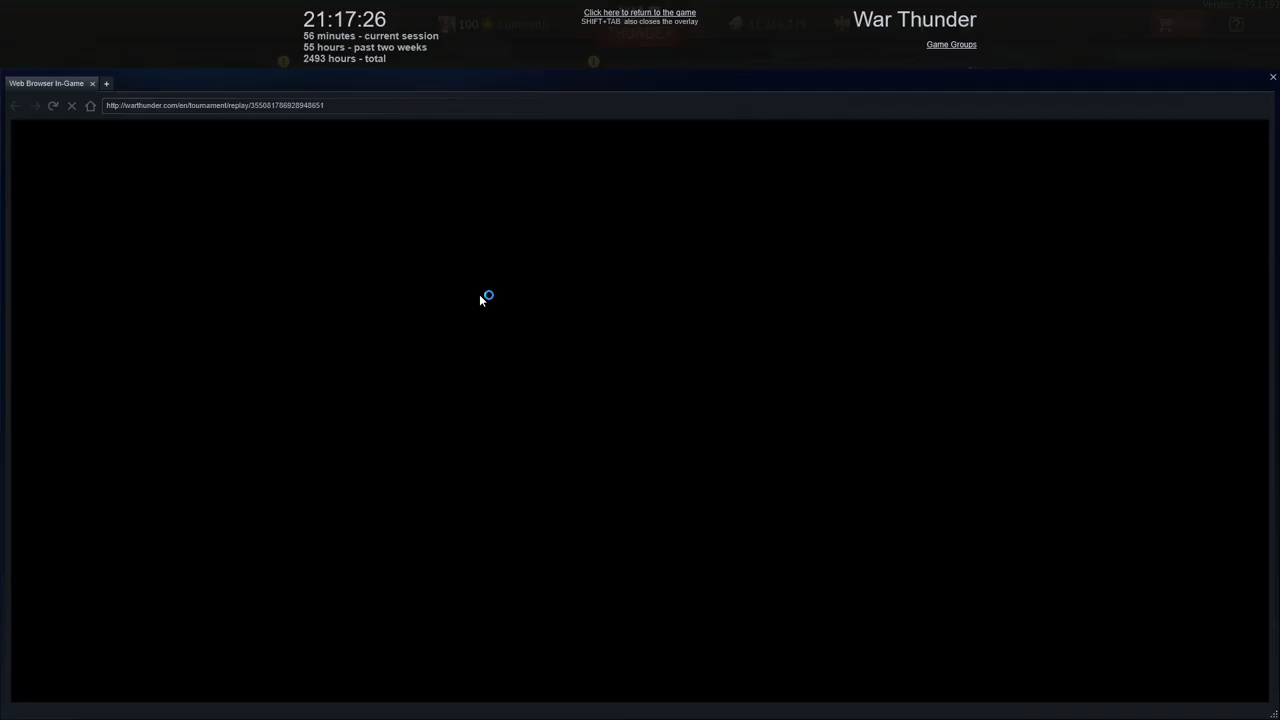 21:17:26
56 minutes - current session
55 hours - past two weeks
2493 hours - total
100
Click here to return to the game
SHIFT+TAB also closes the overlay
War Thunder
Game Groups
Web Browser In-Game
http://warthunder.com/en/tournament/replay/355081786928948651